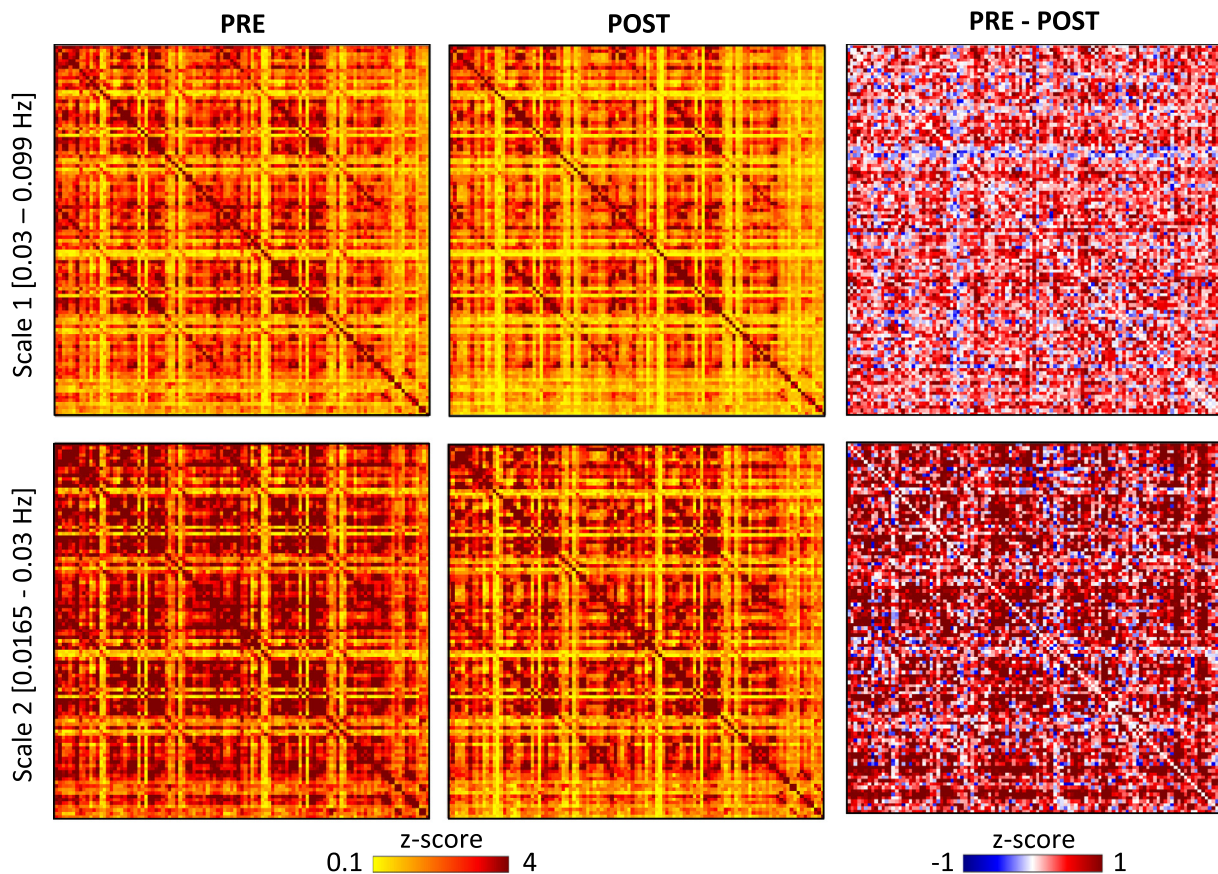 PRE
POST
PRE - POST
Scale 1 [0.03 – 0.099 Hz]
Scale 2 [0.0165 - 0.03 Hz]
z-score
0.1
4
z-score
-1
1